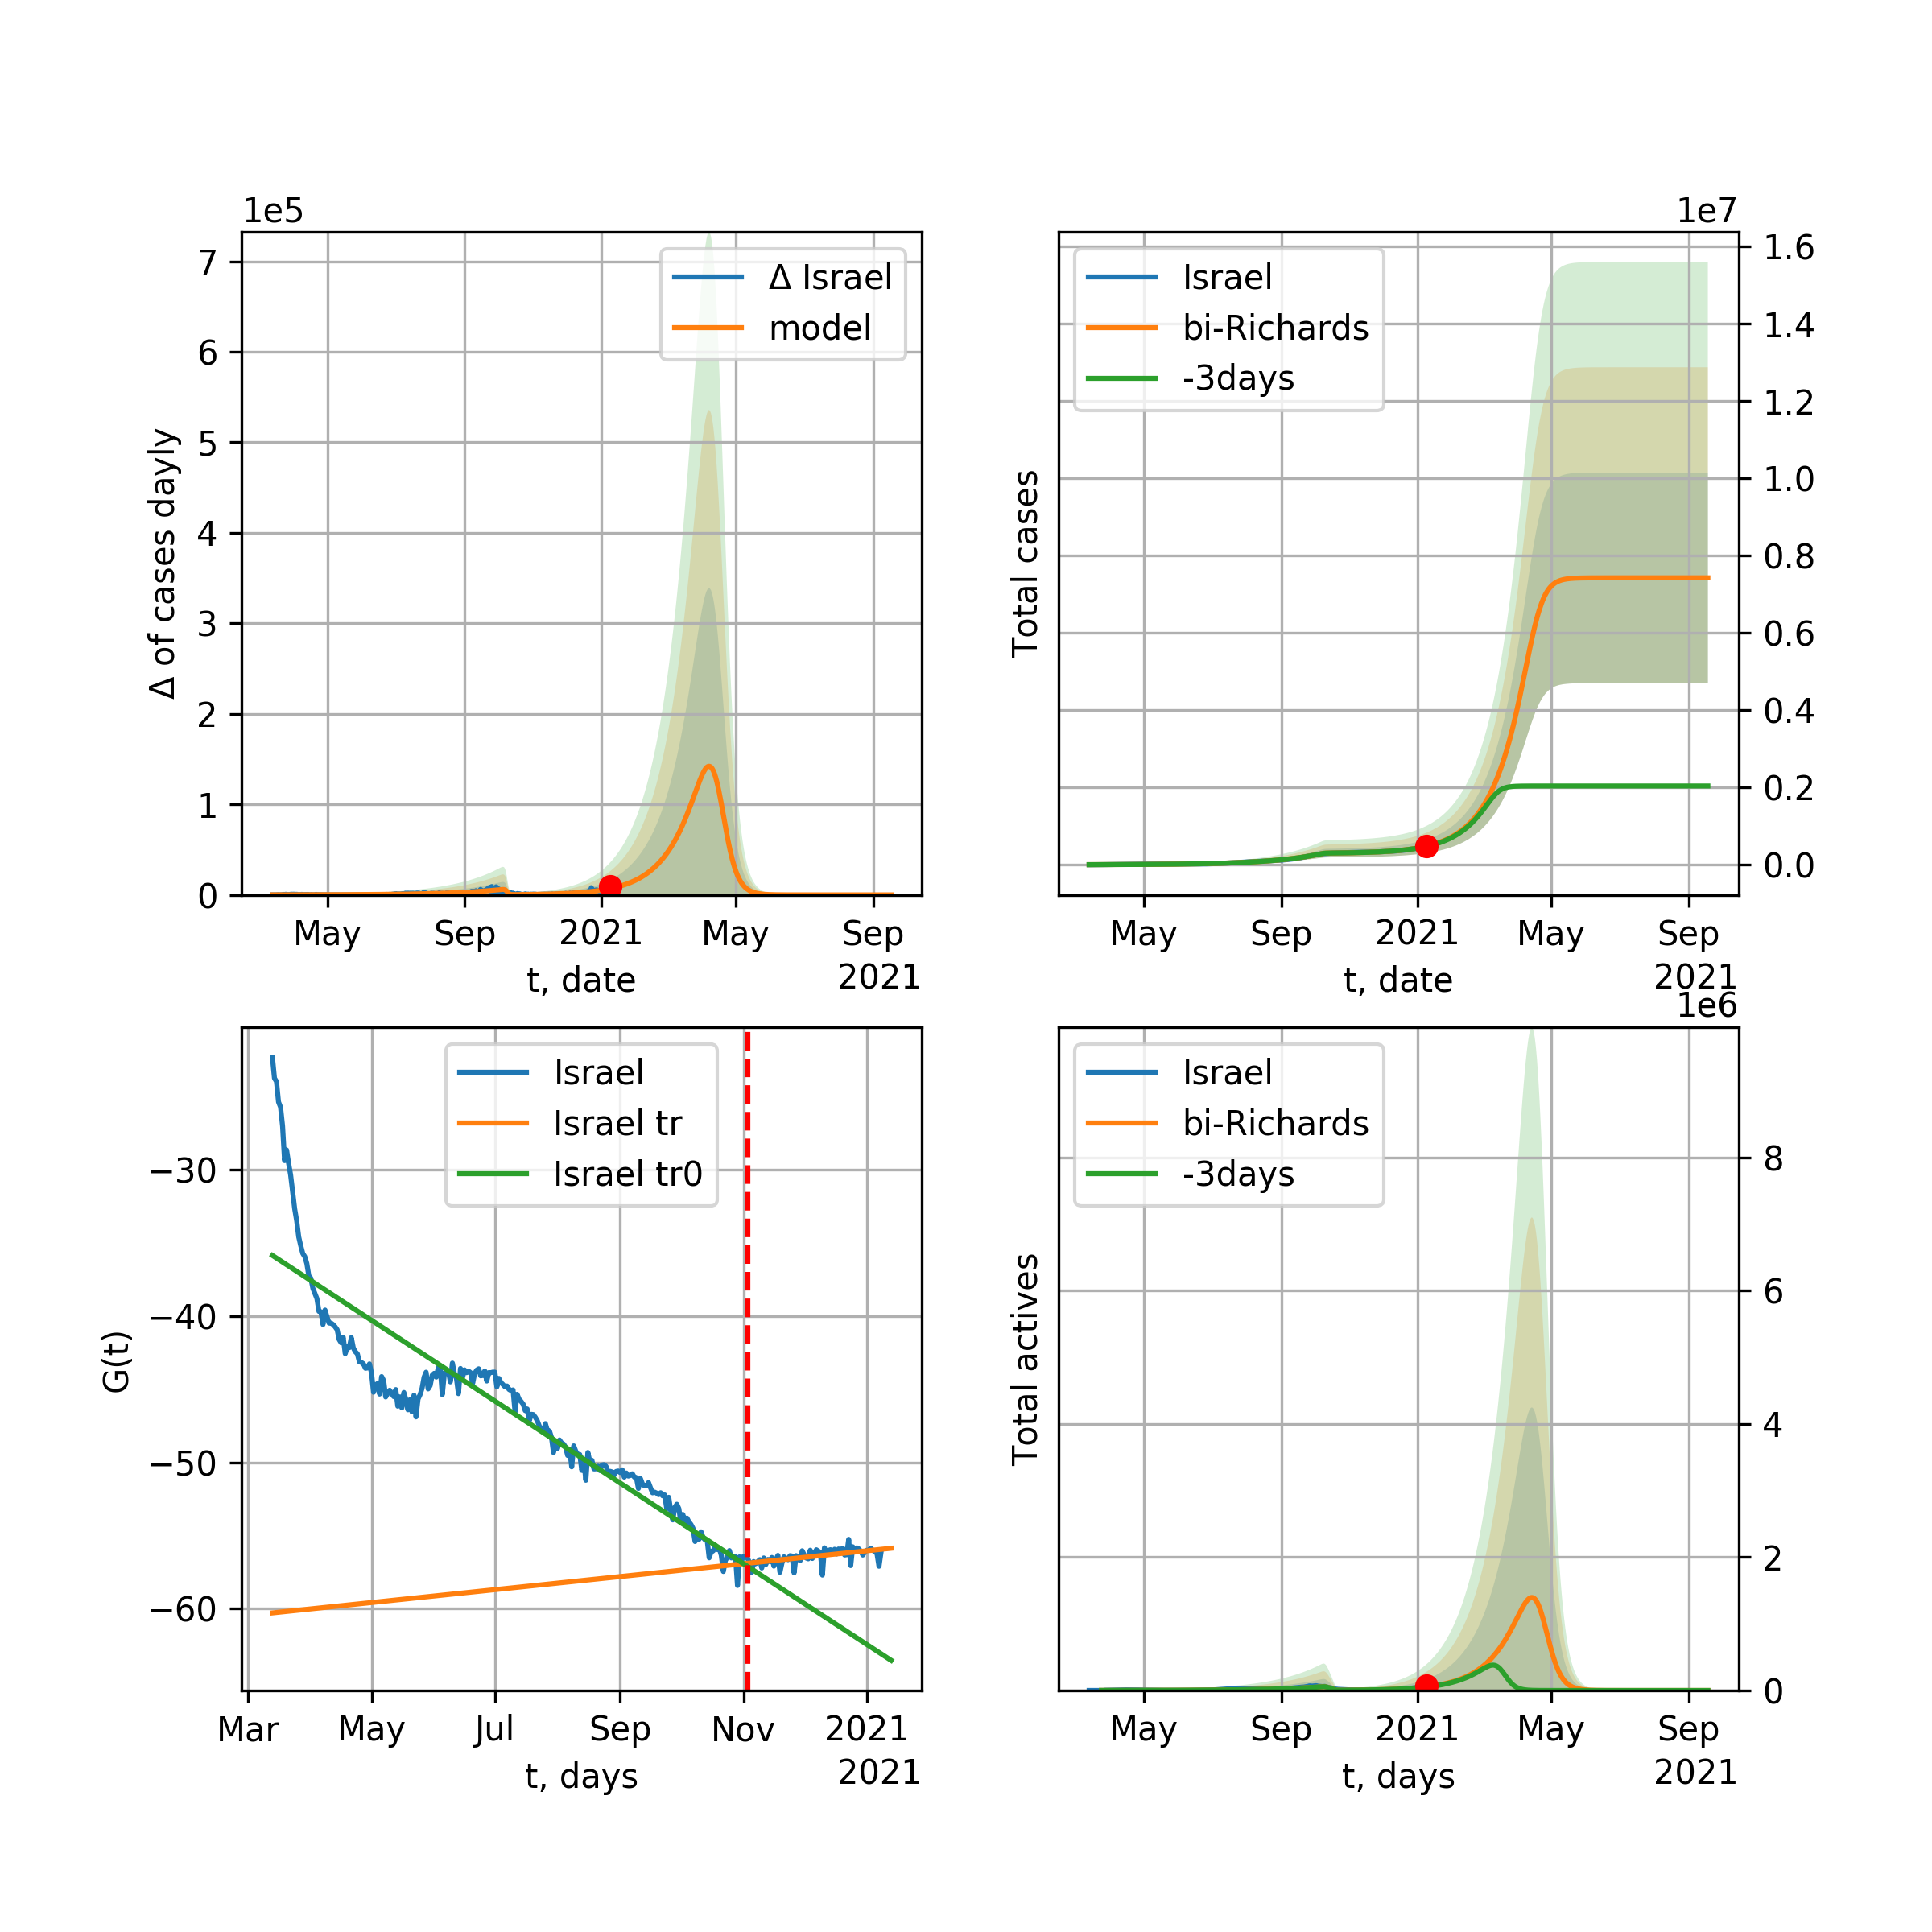 1e5
7
6
5
4
3
2
1
0
Δ of cases dayly
Δ Israel
model
May
Sep
2021
May
Sep
t, date
2021
1e7
1.6
1.4
1.2
1.0
0.8
0.6
0.4
0.2
0.0
Total cases
Israel
bi-Richards
-3days
May
Sep
2021
May
Sep
t, date
2021
−30
−40
−50
−60
G(t)
Israel
Israel tr
Israel tr0
Mar
May
Jul
Sep
Nov
2021
t, days
2021
1e6
8
6
4
2
0
Total actives
Israel
bi-Richards
-3days
May
Sep
2021
May
Sep
t, days
2021